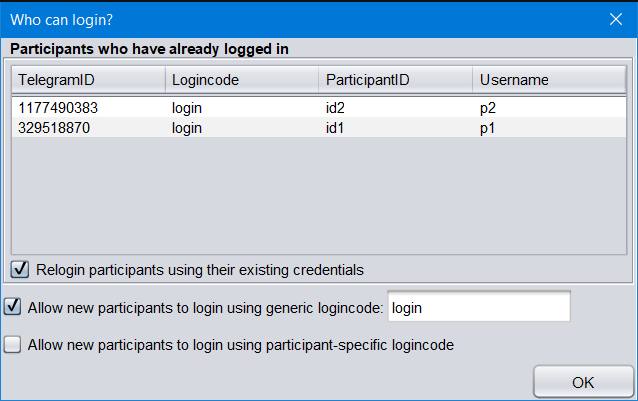 Who can login?
Participants who have already logged in
TelegramID Logincode ParticipantID Username
1177490383 login id2 p2
329518870 login id1 p1
Relogin participants using their existing credentials
Allow new participants to login using generic logincode: login
Allow new participants to login using participant-specific logincode
OK